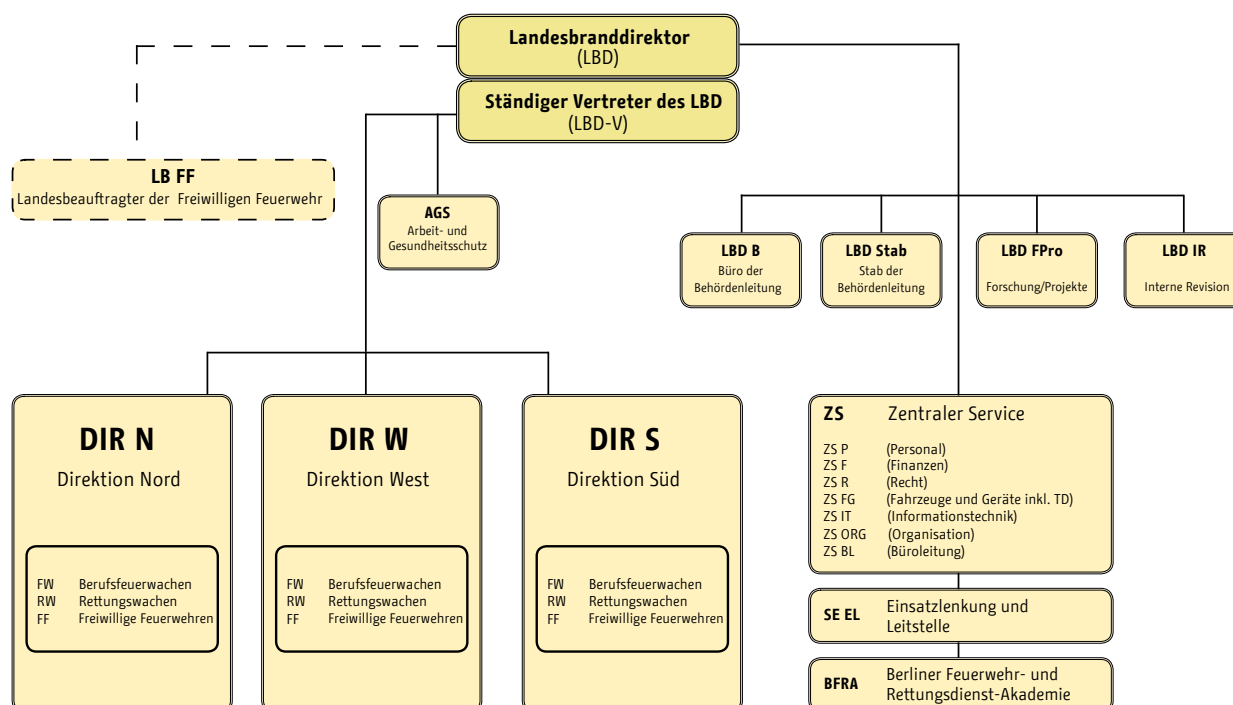 Landesbranddirektor
(LBD)
Ständiger Vertreter des LBD
(LBD-V)
LB FF
Landesbeauftragter der Freiwilligen Feuerwehr
AGS
Arbeit- und
Gesundheitsschutz
LBD B
Büro der
Behördenleitung
LBD Stab
Stab der
Behördenleitung
LBD FPro
Forschung/Projekte
LBD IR
Interne Revision
DIR N
Direktion Nord
FW Berufsfeuerwachen
RW Rettungswachen
FF Freiwillige Feuerwehren
DIR W
Direktion West
FW Berufsfeuerwachen
RW Rettungswachen
FF Freiwillige Feuerwehren
DIR S
Direktion Süd
FW Berufsfeuerwachen
RW Rettungswachen
FF Freiwillige Feuerwehren
ZS Zentraler Service
ZS P (Personal)
ZS F (Finanzen)
ZS R (Recht)
ZS FG (Fahrzeuge und Geräte inkl. TD)
ZS IT (Informationstechnik)
ZS ORG (Organisation)
ZS BL (Büroleitung)
SE EL Einsatzlenkung und
Leitstelle
BFRA Berliner Feuerwehr- und
Rettungsdienst-Akademie